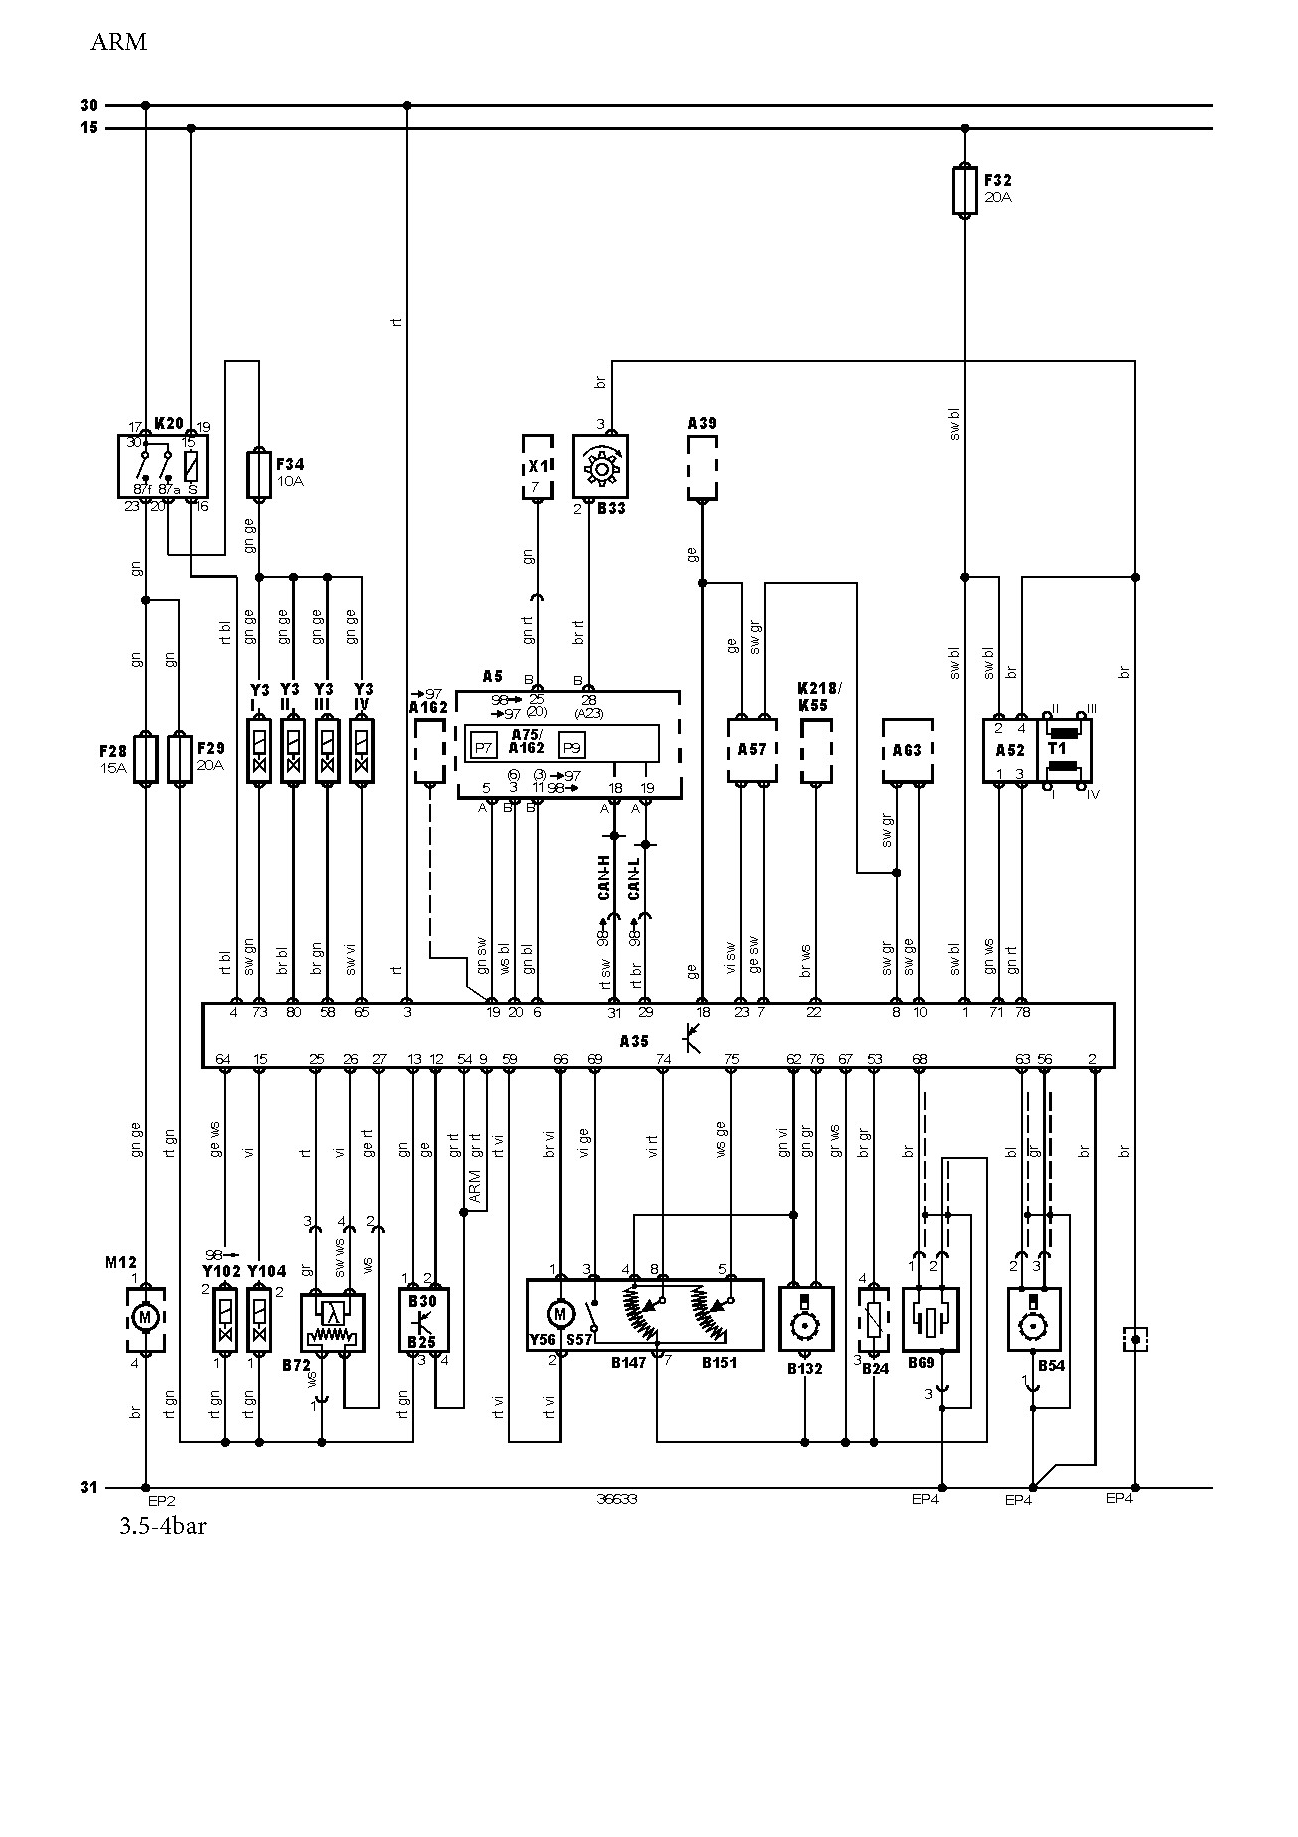 ARM
30
15
F32
20A
rt
br
sw bl
17 K20 19
3
A39
30 15
F34
10A
X1
7
87f 87a S
23 20 16
2 B33
gn ge
gn
gn
ge
rt bl
gn ge
gn ge
gn ge
gn ge
gn rt
br rt
ge
sw gr
gn
gn
sw bl
sw bl
br
br
Y3 Y3 Y3 Y3
I II III IV
→97
A162
A5
B B
98→ 25 28
→97 (20) (A23)
K218/
K55
II III
F28
15A
F29
20A
P7
A75/
A162
P9
A57
A63
2 4
A52
T1
1 3
I IV
(6) (3) →97
5 3 11 98→ 18 19
A B B A A
CAN-H
CAN-L
sw gr
98→
98→
rt bl
sw gn
br bl
br gn
sw vi
rt
gn sw
ws bl
gn bl
rt sw
rt br
ge
vi sw
ge sw
br ws
sw gr
sw ge
sw bl
gn ws
gn rt
4 73 80 58 65 3 19 20 6 31 29 18 23 7 22 8 10 1 71 78
A35
64 15 25 26 27 13 12 54 9 59 66 69 74 75 62 76 67 53 68 63 56 2
gn ge
rt gn
ge ws
vi
rt
vi
ge rt
gn
ge
gr rt
gr rt
rt vi
br vi
vi ge
vi rt
ws ge
gn vi
gn gr
gr ws
br gr
br
bl
gr
br
br
ARM
3 4 2
gr
sw ws
ws
98→
M12
1
Y102 Y104
2 2
1 2
1 3 4 8 5
4
1 2
2 3
M
λ
B30
B25
M
Y56 S57
4
1 1
B72
3 4
2
B147 7 B151
B132
3 B24
B69
B54
ws
1
3
1
br
rt gn
rt gn
rt gn
rt gn
rt vi
rt vi
31
EP2
36633
EP4
EP4
EP4
3.5-4bar